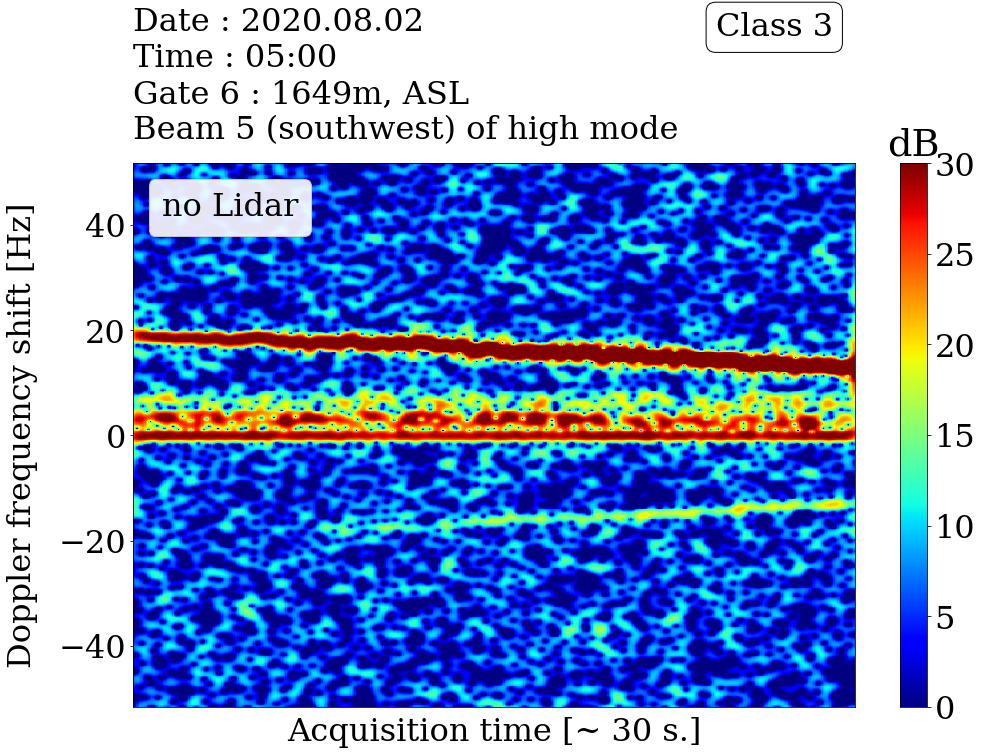 Date : 2020.08.02
Time : 05:00
Gate 6 : 1649m, ASL
Beam 5 (southwest) of high mode
Class 3
dB
no Lidar
Doppler frequency shift [Hz]
40
20
0
−20
−40
30
25
20
15
10
5
0
Acquisition time [~ 30 s.]